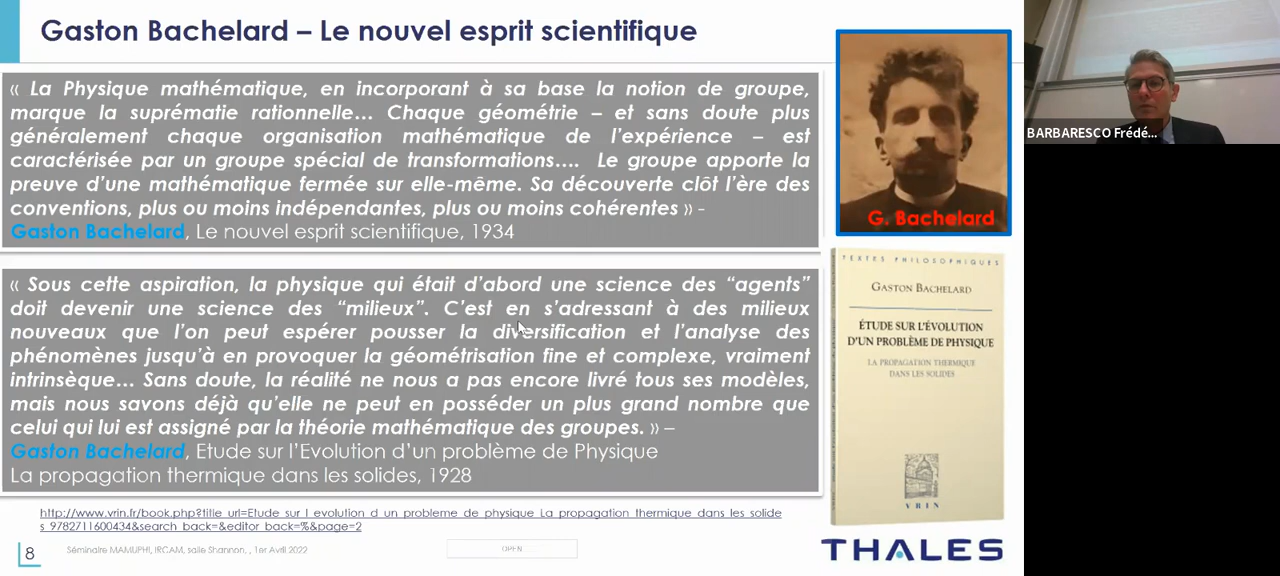 Gaston Bachelard – Le nouvel esprit scientifique
« La Physique mathématique, en incorporant à sa base la notion de groupe,
marque la suprématie rationnelle… Chaque géométrie – et sans doute plus
généralement chaque organisation mathématique de l'expérience – est
caractérisée par un groupe spécial de transformations…. Le groupe apporte la
preuve d'une mathématique fermée sur elle-même. Sa découverte clôt l'ère des
conventions, plus ou moins indépendantes, plus ou moins cohérentes » -
Gaston Bachelard, Le nouvel esprit scientifique, 1934
« Sous cette aspiration, la physique qui était d'abord une science des “agents”
doit devenir une science des “milieux”. C'est en s'adressant à des milieux
nouveaux que l'on peut espérer pousser la diversification et l'analyse des
phénomènes jusqu'à en provoquer la géométrisation fine et complexe, vraiment
intrinsèque… Sans doute, la réalité ne nous a pas encore livré tous ses modèles,
mais nous savons déjà qu'elle ne peut en posséder un plus grand nombre que
celui qui lui est assigné par la théorie mathématique des groupes. » –
Gaston Bachelard, Etude sur l'Evolution d'un problème de Physique
La propagation thermique dans les solides, 1928
http://www.vrin.fr/book.php?title_url=Etude_sur_l_evolution_d_un_probleme_de_physique_La_propagation_thermique_dans_les_solide
s_9782711600434&search_back=&editor_back=%&page=2
8
Séminaire MAMUPHI, IRCAM, salle Shannon, , 1er Avril 2022
OPEN
G. Bachelard
TEXTES PHILOSOPHIQUES
GASTON BACHELARD
ÉTUDE SUR L'ÉVOLUTION
D'UN PROBLÈME DE PHYSIQUE
LA PROPAGATION THERMIQUE
DANS LES SOLIDES
VRIN
THALES
BARBARESCO Frédé...